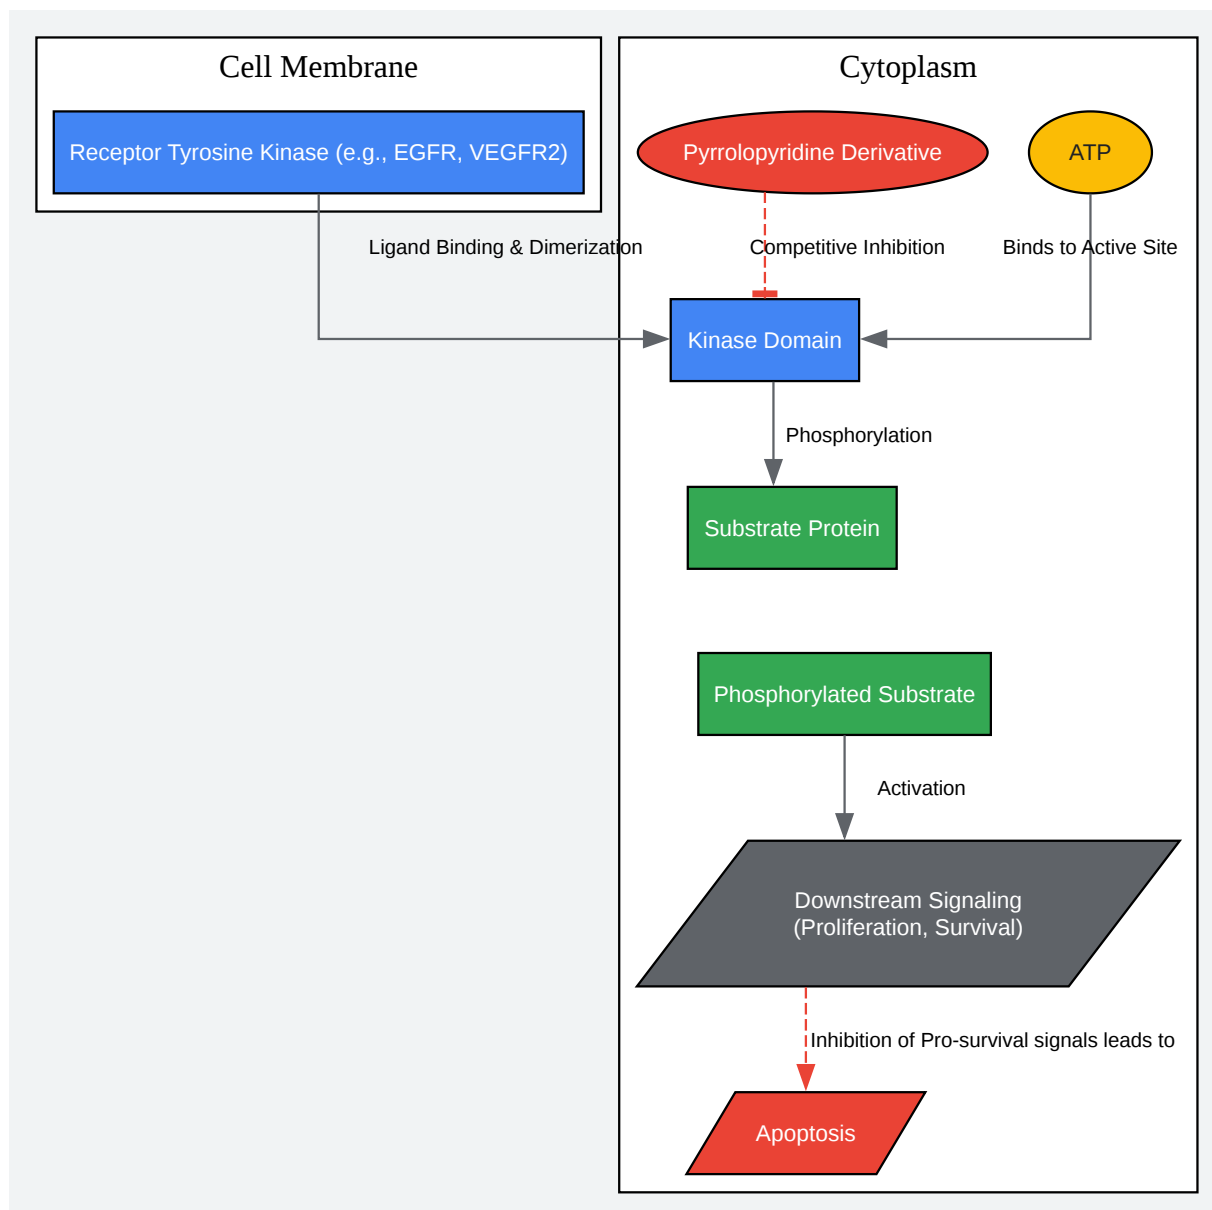 Cell Membrane
Cytoplasm
Receptor Tyrosine Kinase (e.g., EGFR, VEGFR2)
Pyrrolopyridine Derivative
ATP
Ligand Binding & Dimerization
Competitive Inhibition
Binds to Active Site
Kinase Domain
Phosphorylation
Substrate Protein
Phosphorylated Substrate
Activation
Downstream Signaling
(Proliferation, Survival)
Inhibition of Pro-survival signals leads to
Apoptosis